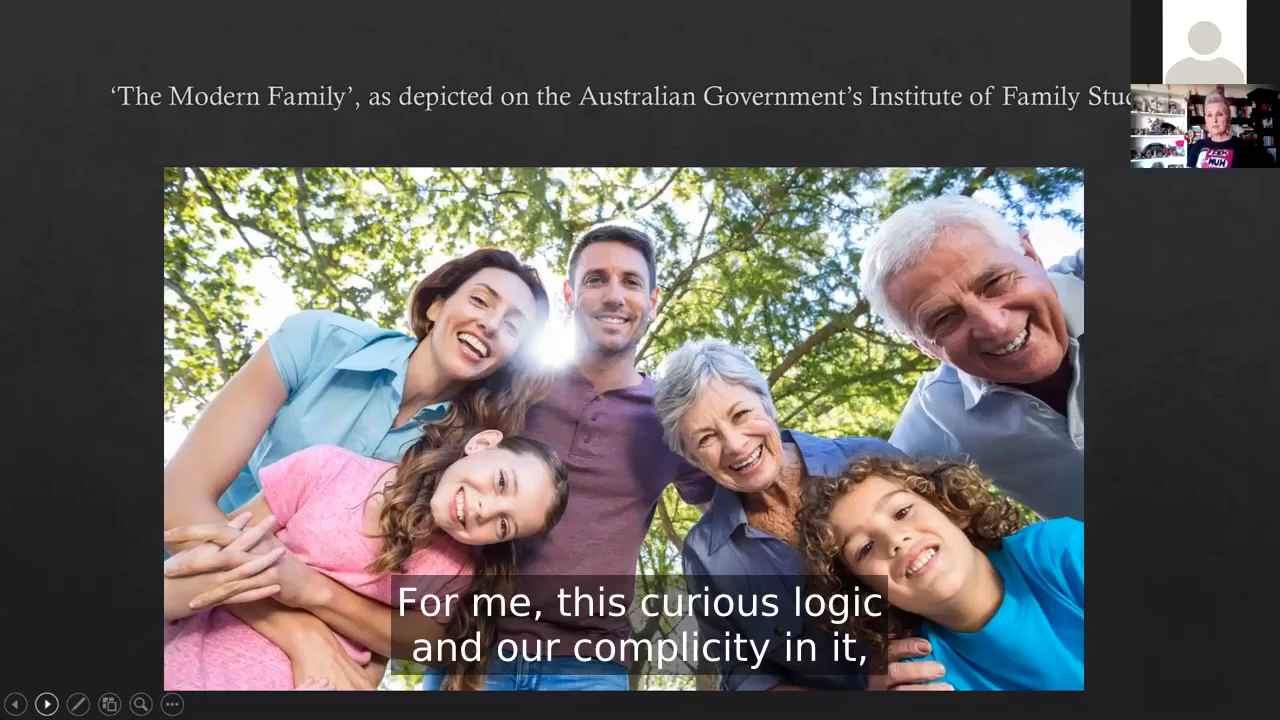 ‘The Modern Family’, as depicted on the Australian Government’s Institute of Family
For me, this curious logic
and our complicity in it,